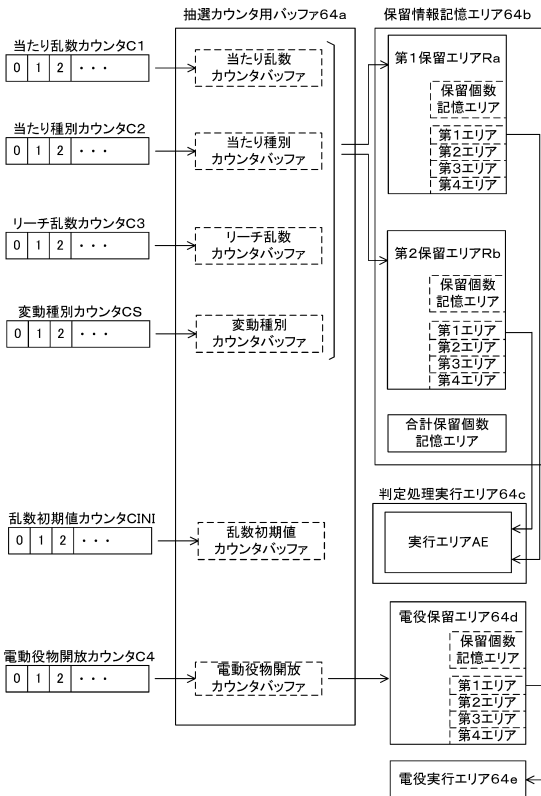 抽選カウンタ用バッファ64a
保留情報記憶エリア64b
当たり乱数カウンタC1
0 1 2 ・・・
当たり乱数
カウンタバッファ
当たり種別カウンタC2
0 1 2 ・・・
当たり種別
カウンタバッファ
リーチ乱数カウンタC3
0 1 2 ・・・
リーチ乱数
カウンタバッファ
変動種別カウンタCS
0 1 2 ・・・
変動種別
カウンタバッファ
第1保留エリアRa
保留個数
記憶エリア
第1エリア
第2エリア
第3エリア
第4エリア
第2保留エリアRb
保留個数
記憶エリア
第1エリア
第2エリア
第3エリア
第4エリア
合計保留個数
記憶エリア
判定処理実行エリア64c
実行エリアAE
乱数初期値カウンタCINI
0 1 2 ・・・
乱数初期値
カウンタバッファ
電動役物開放カウンタC4
0 1 2 ・・・
電動役物開放
カウンタバッファ
電役保留エリア64d
保留個数
記憶エリア
第1エリア
第2エリア
第3エリア
第4エリア
電役実行エリア64e